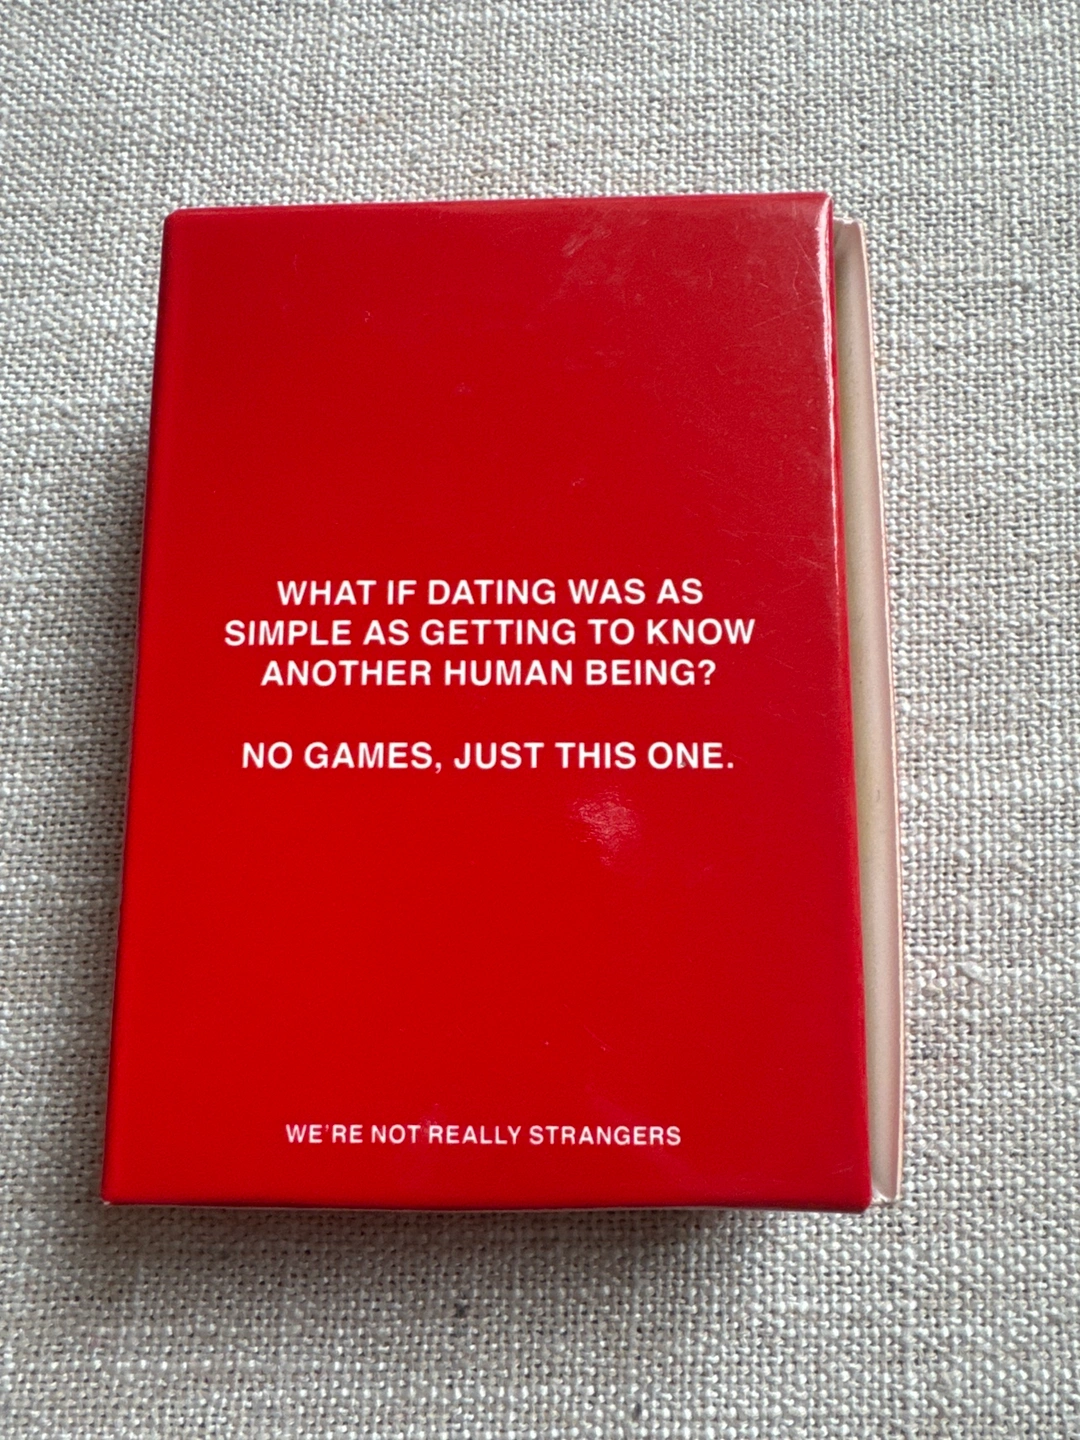 WHAT IF DATING WAS AS
SIMPLE AS GETTING TO KNOW
ANOTHER HUMAN BEING?
NO GAMES, JUST THIS ONE.
WE'RE NOT REALLY STRANGERS